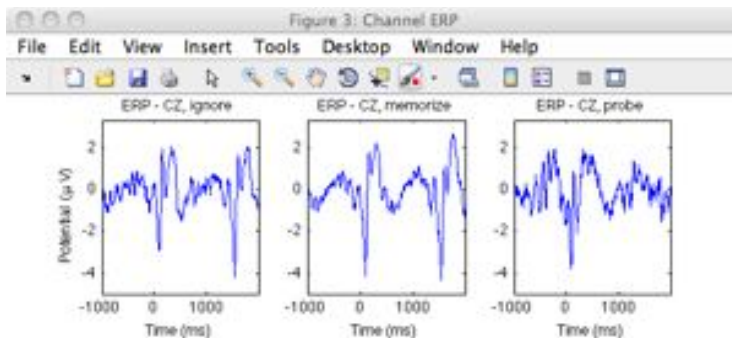 Figure 3: Channel ERP
File Edit View Insert Tools Desktop Window Help
ERP - CZ, ignore
ERP - CZ, memorize
ERP - CZ, probe
Potential (μ V)
2
0
-2
-4
-1000 0 1000
Time (ms)
2
0
-2
-4
-1000 0 1000
Time (ms)
2
0
-2
-4
-1000 0 1000
Time (ms)